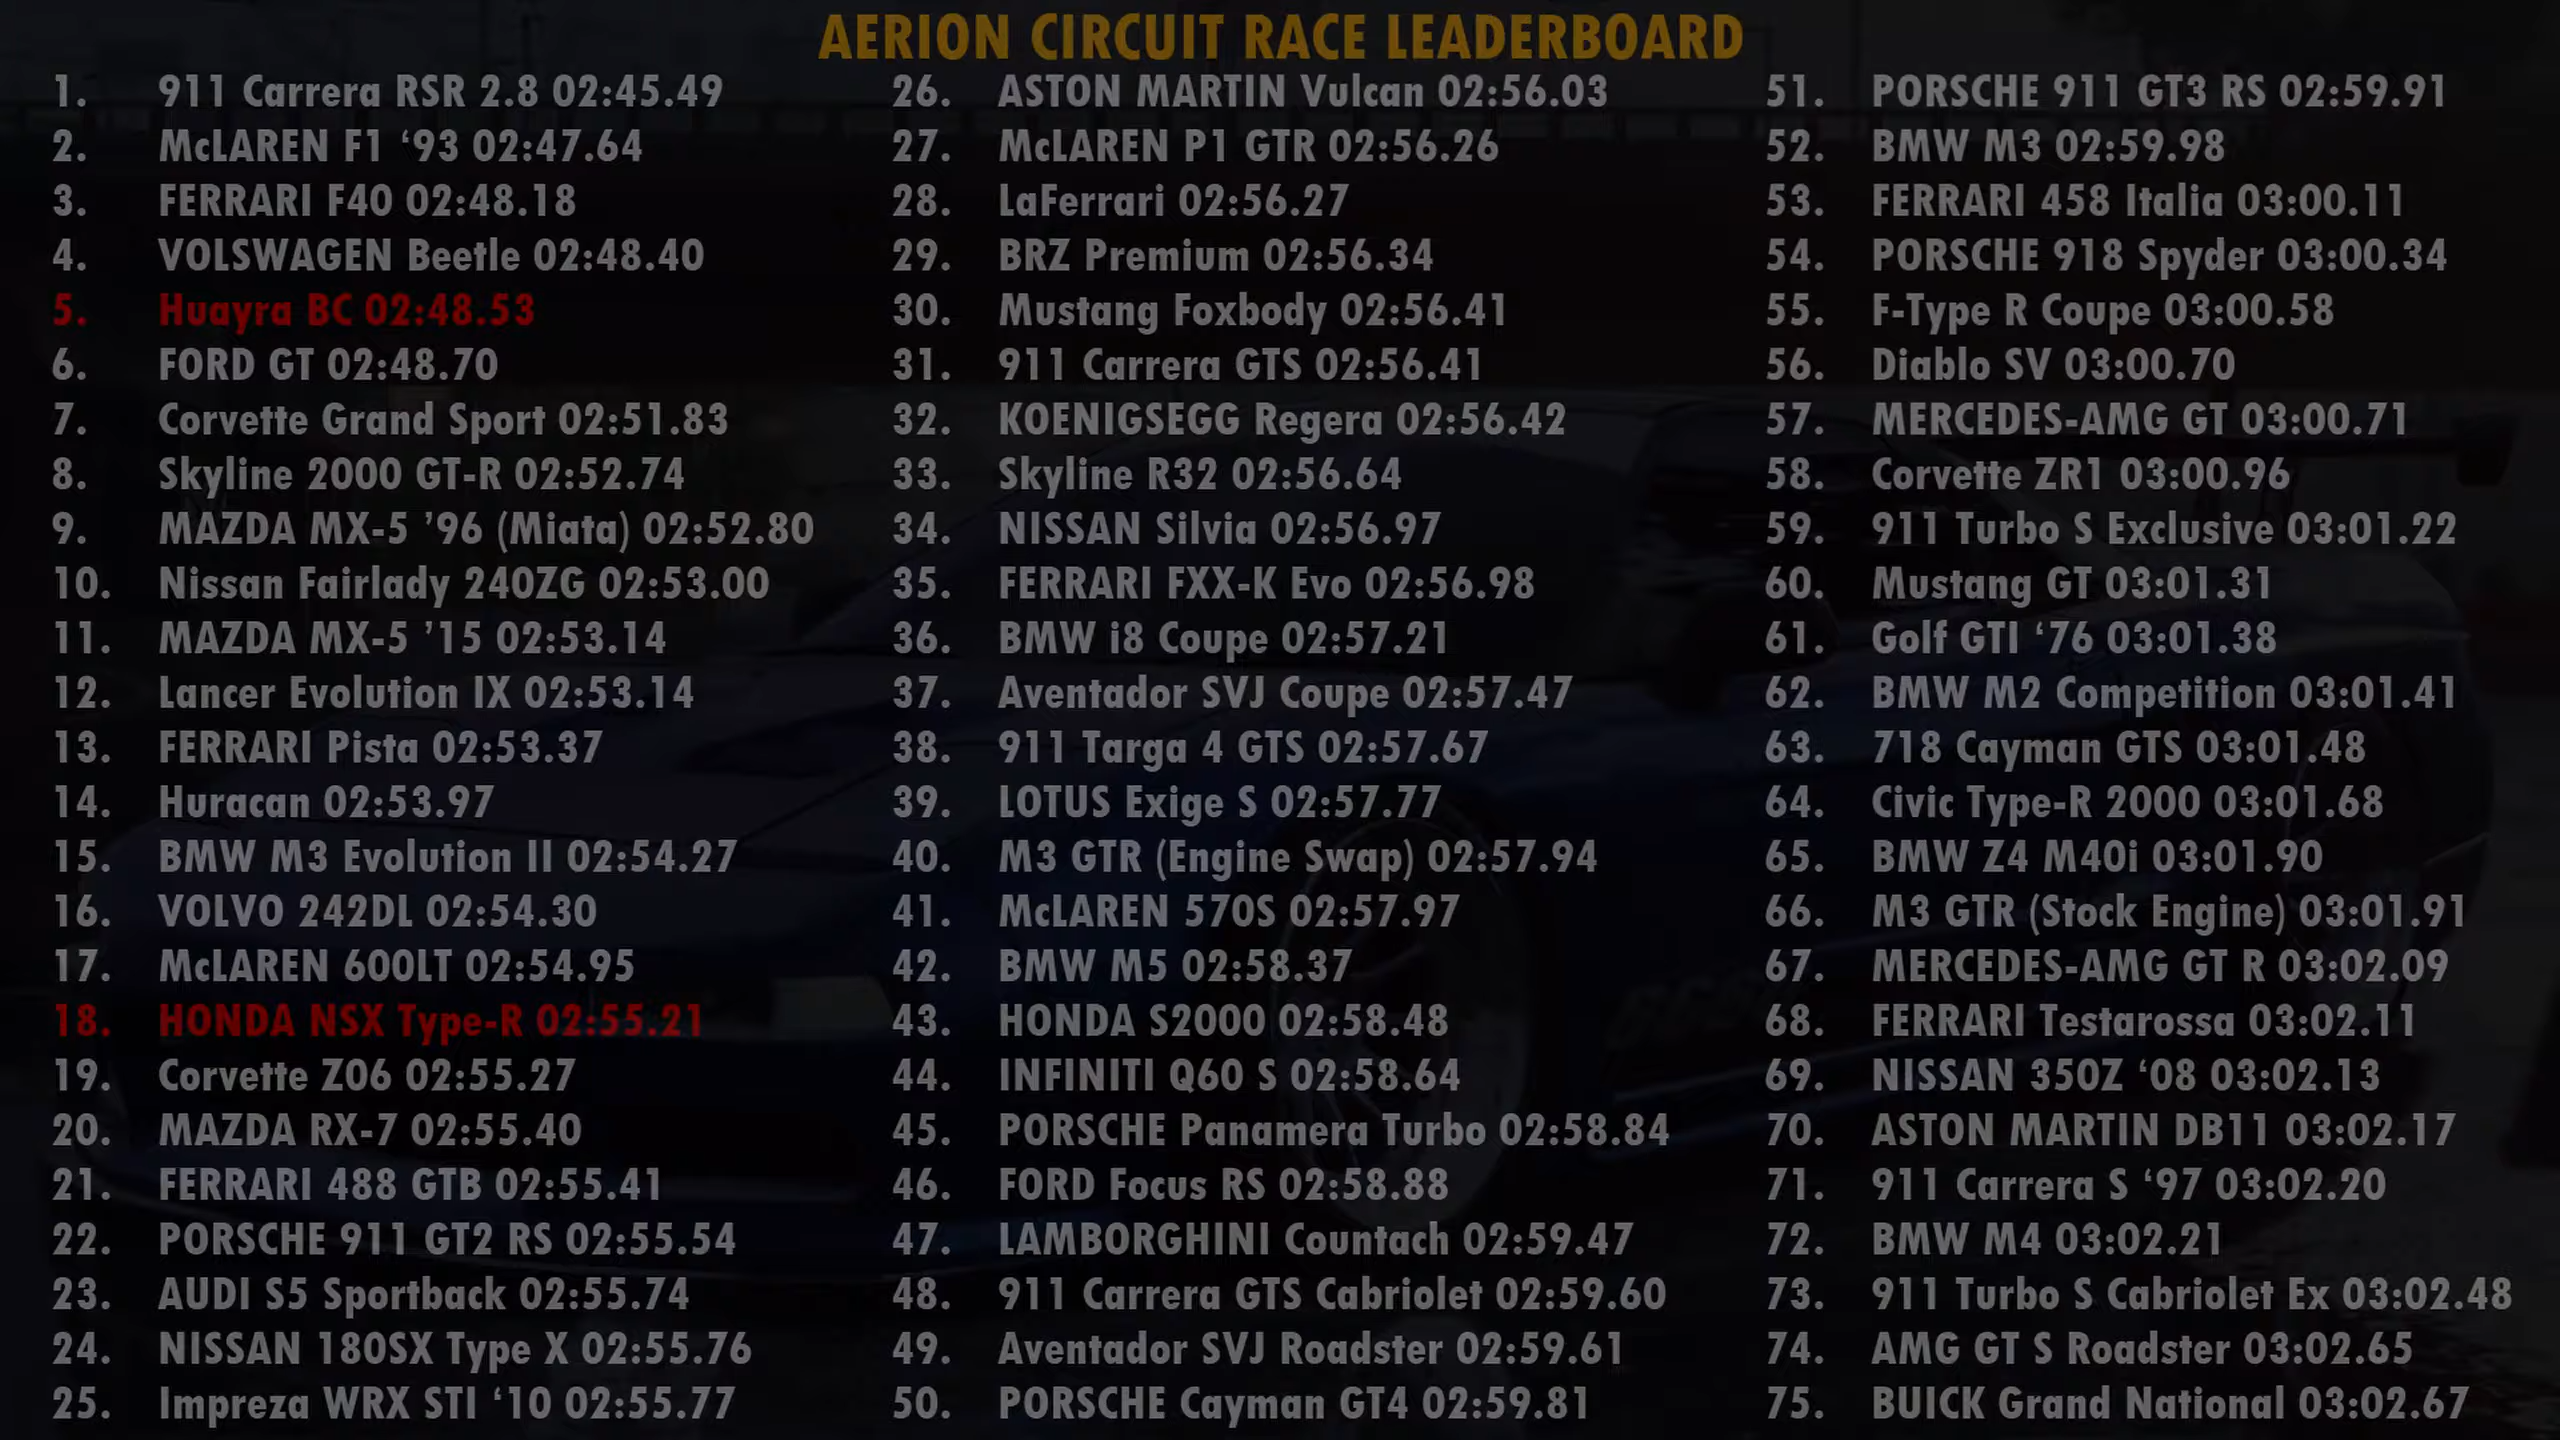 AERION CIRCUIT RACE LEADERBOARD
1. 911 Carrera RSR 2.8 02:45.49
2. McLAREN F1 ‘93 02:47.64
3. FERRARI F40 02:48.18
4. VOLSWAGEN Beetle 02:48.40
5. Huayra BC 02:48.53
6. FORD GT 02:48.70
7. Corvette Grand Sport 02:51.83
8. Skyline 2000 GT-R 02:52.74
9. MAZDA MX-5 ’96 (Miata) 02:52.80
10. Nissan Fairlady 240ZG 02:53.00
11. MAZDA MX-5 ’15 02:53.14
12. Lancer Evolution IX 02:53.14
13. FERRARI Pista 02:53.37
14. Huracan 02:53.97
15. BMW M3 Evolution II 02:54.27
16. VOLVO 242DL 02:54.30
17. McLAREN 600LT 02:54.95
18. HONDA NSX Type-R 02:55.21
19. Corvette Z06 02:55.27
20. MAZDA RX-7 02:55.40
21. FERRARI 488 GTB 02:55.41
22. PORSCHE 911 GT2 RS 02:55.54
23. AUDI S5 Sportback 02:55.74
24. NISSAN 180SX Type X 02:55.76
25. Impreza WRX STI ‘10 02:55.77
26. ASTON MARTIN Vulcan 02:56.03
27. McLAREN P1 GTR 02:56.26
28. LaFerrari 02:56.27
29. BRZ Premium 02:56.34
30. Mustang Foxbody 02:56.41
31. 911 Carrera GTS 02:56.41
32. KOENIGSEGG Regera 02:56.42
33. Skyline R32 02:56.64
34. NISSAN Silvia 02:56.97
35. FERRARI FXX-K Evo 02:56.98
36. BMW i8 Coupe 02:57.21
37. Aventador SVJ Coupe 02:57.47
38. 911 Targa 4 GTS 02:57.67
39. LOTUS Exige S 02:57.77
40. M3 GTR (Engine Swap) 02:57.94
41. McLAREN 570S 02:57.97
42. BMW M5 02:58.37
43. HONDA S2000 02:58.48
44. INFINITI Q60 S 02:58.64
45. PORSCHE Panamera Turbo 02:58.84
46. FORD Focus RS 02:58.88
47. LAMBORGHINI Countach 02:59.47
48. 911 Carrera GTS Cabriolet 02:59.60
49. Aventador SVJ Roadster 02:59.61
50. PORSCHE Cayman GT4 02:59.81
51. PORSCHE 911 GT3 RS 02:59.91
52. BMW M3 02:59.98
53. FERRARI 458 Italia 03:00.11
54. PORSCHE 918 Spyder 03:00.34
55. F-Type R Coupe 03:00.58
56. Diablo SV 03:00.70
57. MERCEDES-AMG GT 03:00.71
58. Corvette ZR1 03:00.96
59. 911 Turbo S Exclusive 03:01.22
60. Mustang GT 03:01.31
61. Golf GTI ‘76 03:01.38
62. BMW M2 Competition 03:01.41
63. 718 Cayman GTS 03:01.48
64. Civic Type-R 2000 03:01.68
65. BMW Z4 M40i 03:01.90
66. M3 GTR (Stock Engine) 03:01.91
67. MERCEDES-AMG GT R 03:02.09
68. FERRARI Testarossa 03:02.11
69. NISSAN 350Z ‘08 03:02.13
70. ASTON MARTIN DB11 03:02.17
71. 911 Carrera S ‘97 03:02.20
72. BMW M4 03:02.21
73. 911 Turbo S Cabriolet Ex 03:02.48
74. AMG GT S Roadster 03:02.65
75. BUICK Grand National 03:02.67